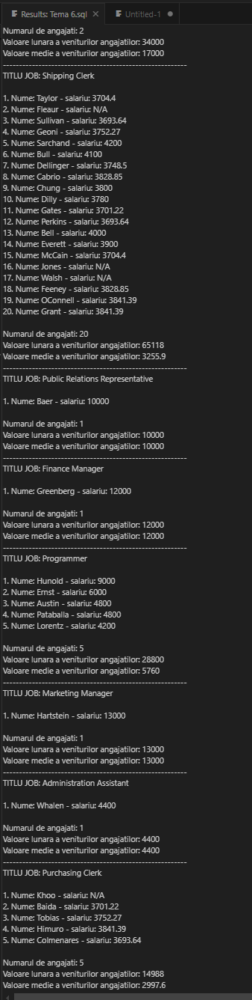 Results: Tema 6.sql
Untitled-1
Numarul de angajati: 2
Valoare lunara a veniturilor angajatilor: 34000
Valoare medie a veniturilor angajatilor: 17000
--------------------------------------------------------
TITLU JOB: Shipping Clerk
1. Nume: Taylor - salariu: 3704.4
2. Nume: Fleaur - salariu: N/A
3. Nume: Sullivan - salariu: 3693.64
4. Nume: Geoni - salariu: 3752.27
5. Nume: Sarchand - salariu: 4200
6. Nume: Bull - salariu: 4100
7. Nume: Dellinger - salariu: 3748.5
8. Nume: Cabrio - salariu: 3828.85
9. Nume: Chung - salariu: 3800
10. Nume: Dilly - salariu: 3780
11. Nume: Gates - salariu: 3701.22
12. Nume: Perkins - salariu: 3693.64
13. Nume: Bell - salariu: 4000
14. Nume: Everett - salariu: 3900
15. Nume: McCain - salariu: 3704.4
16. Nume: Jones - salariu: N/A
17. Nume: Walsh - salariu: N/A
18. Nume: Feeney - salariu: 3828.85
19. Nume: OConnell - salariu: 3841.39
20. Nume: Grant - salariu: 3841.39
Numarul de angajati: 20
Valoare lunara a veniturilor angajatilor: 65118
Valoare medie a veniturilor angajatilor: 3255.9
--------------------------------------------------------
TITLU JOB: Public Relations Representative
1. Nume: Baer - salariu: 10000
Numarul de angajati: 1
Valoare lunara a veniturilor angajatilor: 10000
Valoare medie a veniturilor angajatilor: 10000
--------------------------------------------------------
TITLU JOB: Finance Manager
1. Nume: Greenberg - salariu: 12000
Numarul de angajati: 1
Valoare lunara a veniturilor angajatilor: 12000
Valoare medie a veniturilor angajatilor: 12000
--------------------------------------------------------
TITLU JOB: Programmer
1. Nume: Hunold - salariu: 9000
2. Nume: Ernst - salariu: 6000
3. Nume: Austin - salariu: 4800
4. Nume: Pataballa - salariu: 4800
5. Nume: Lorentz - salariu: 4200
Numarul de angajati: 5
Valoare lunara a veniturilor angajatilor: 28800
Valoare medie a veniturilor angajatilor: 5760
--------------------------------------------------------
TITLU JOB: Marketing Manager
1. Nume: Hartstein - salariu: 13000
Numarul de angajati: 1
Valoare lunara a veniturilor angajatilor: 13000
Valoare medie a veniturilor angajatilor: 13000
--------------------------------------------------------
TITLU JOB: Administration Assistant
1. Nume: Whalen - salariu: 4400
Numarul de angajati: 1
Valoare lunara a veniturilor angajatilor: 4400
Valoare medie a veniturilor angajatilor: 4400
--------------------------------------------------------
TITLU JOB: Purchasing Clerk
1. Nume: Khoo - salariu: N/A
2. Nume: Baida - salariu: 3701.22
3. Nume: Tobias - salariu: 3752.27
4. Nume: Himuro - salariu: 3841.39
5. Nume: Colmenares - salariu: 3693.64
Numarul de angajati: 5
Valoare lunara a veniturilor angajatilor: 14988
Valoare medie a veniturilor angajatilor: 2997.6